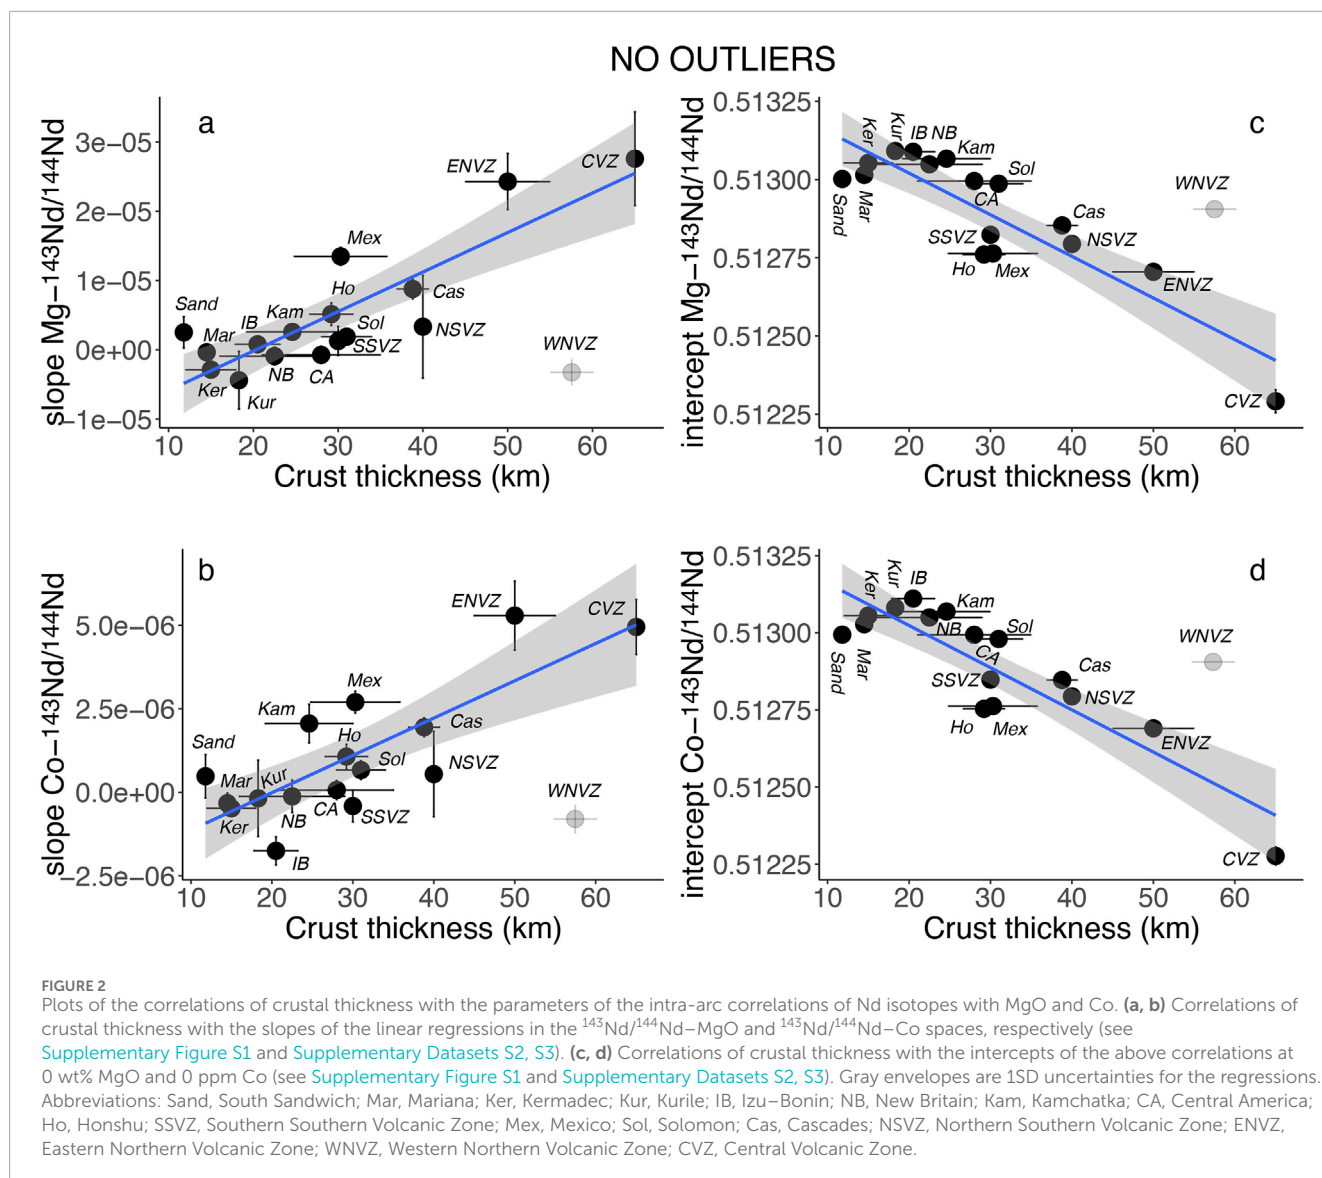 NO OUTLIERS
a
slope Mg–143Nd/144Nd
3e−05
2e−05
1e−05
0e+00
−1e−05
Sand
Mar
Ker
IB
Kur
Kam
NB
Ho
CA
Mex
Sol
SSVZ
Cas
NSVZ
ENVZ
WNVZ
CVZ
10 20 30 40 50 60
Crust thickness (km)
c
intercept Mg–143Nd/144Nd
0.51325
0.51300
0.51275
0.51250
0.51225
Sand
Ker
Mar
Kur
IB
NB
Kam
CA
Sol
SSVZ
Ho
Mex
Cas
NSVZ
ENVZ
WNVZ
CVZ
10 20 30 40 50 60
Crust thickness (km)
b
slope Co–143Nd/144Nd
5.0e−06
2.5e−06
0.0e+00
−2.5e−06
Sand
Mar
Ker
Kur
IB
NB
Kam
CA
Ho
Mex
Sol
SSVZ
Cas
NSVZ
ENVZ
WNVZ
CVZ
10 20 30 40 50 60
Crust thickness (km)
d
intercept Co–143Nd/144Nd
0.51325
0.51300
0.51275
0.51250
0.51225
Sand
Ker
Mar
Kur
IB
NB
Kam
CA
Sol
SSVZ
Ho
Mex
Cas
NSVZ
ENVZ
WNVZ
CVZ
10 20 30 40 50 60
Crust thickness (km)
FIGURE 2
Plots of the correlations of crustal thickness with the parameters of the intra-arc correlations of Nd isotopes with MgO and Co. (a, b) Correlations of
crustal thickness with the slopes of the linear regressions in the ¹⁴³Nd/¹⁴⁴Nd–MgO and ¹⁴³Nd/¹⁴⁴Nd–Co spaces, respectively (see
Supplementary Figure S1 and Supplementary Datasets S2, S3). (c, d) Correlations of crustal thickness with the intercepts of the above correlations at
0 wt% MgO and 0 ppm Co (see Supplementary Figure S1 and Supplementary Datasets S2, S3). Gray envelopes are 1SD uncertainties for the regressions.
Abbreviations: Sand, South Sandwich; Mar, Mariana; Ker, Kermadec; Kur, Kurile; IB, Izu–Bonin; NB, New Britain; Kam, Kamchatka; CA, Central America;
Ho, Honshu; SSVZ, Southern Southern Volcanic Zone; Mex, Mexico; Sol, Solomon; Cas, Cascades; NSVZ, Northern Southern Volcanic Zone; ENVZ,
Eastern Northern Volcanic Zone; WNVZ, Western Northern Volcanic Zone; CVZ, Central Volcanic Zone.